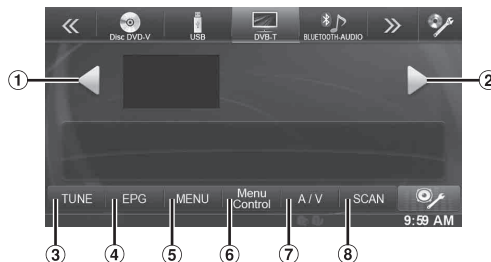 Disc DVD-V USB DVB-T BLUETOOTH-AUDIO
1 2
TUNE EPG MENU Menu Control A / V SCAN
9:59 AM
3 4 5 6 7 8